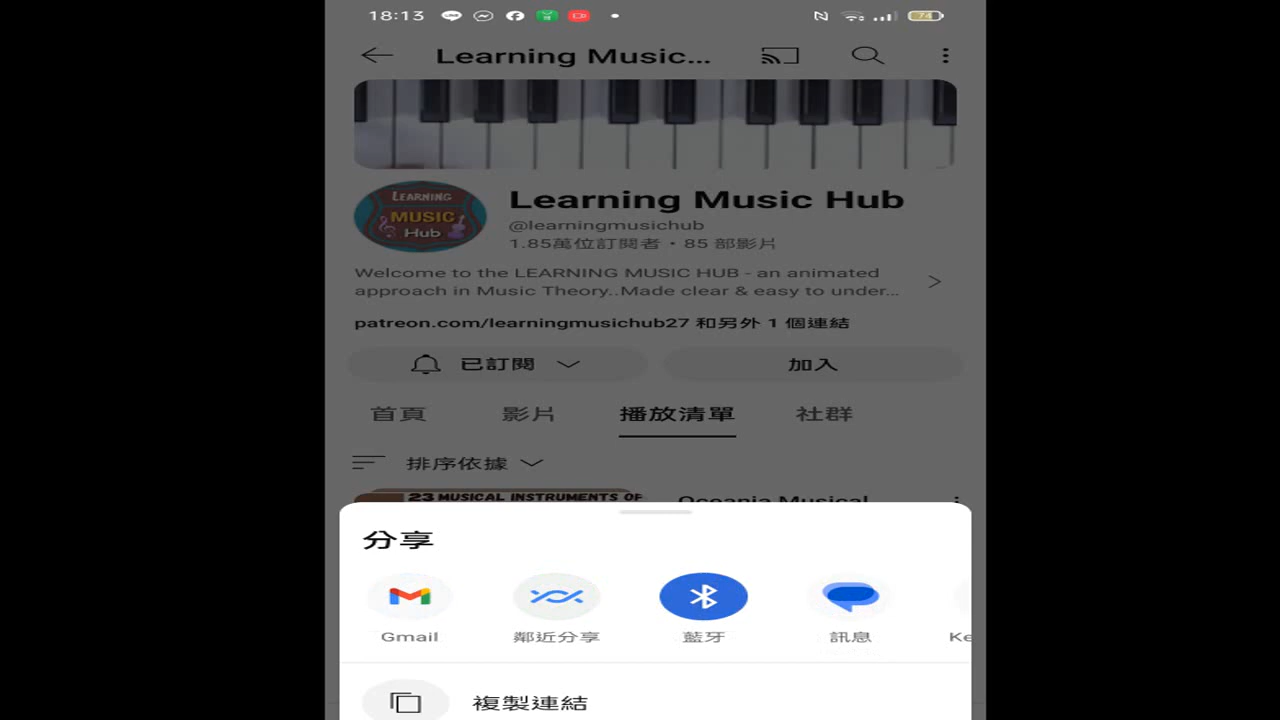 18:13
74
Learning Music...
LEARNING
MUSIC
Hub
Learning Music Hub
@learningmusichub
1.85萬位訂閱者・85 部影片
Welcome to the LEARNING MUSIC HUB - an animated
approach in Music Theory..Made clear & easy to under...
patreon.com/learningmusichub27 和另外 1 個連結
已訂閱
加入
首頁
影片
播放清單
社群
排序依據
23 MUSICAL INSTRUMENTS OF
Oceania Musical
分享
Gmail
鄰近分享
藍牙
訊息
Ke
複製連結